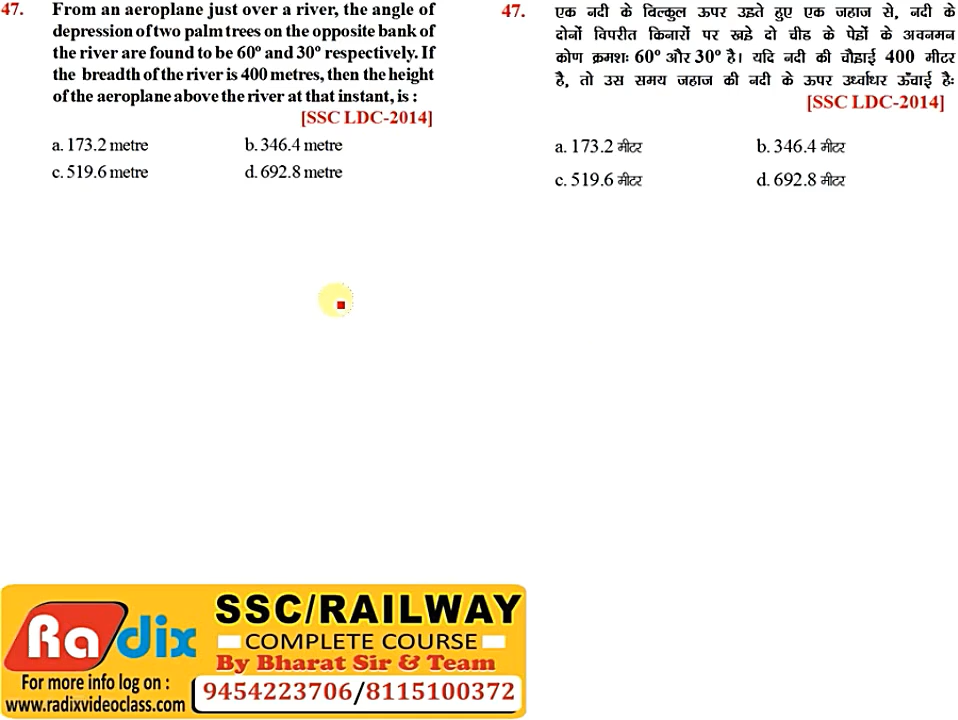 47. From an aeroplane just over a river, the angle of
depression of two palm trees on the opposite bank of
the river are found to be 60º and 30º respectively. If
the breadth of the river is 400 metres, then the height
of the aeroplane above the river at that instant, is :
[SSC LDC-2014]
a. 173.2 metre b. 346.4 metre
c. 519.6 metre d. 692.8 metre
47. एक नदी के बिल्कुल ऊपर उड़ते हुए एक जहाज से, नदी के
दोनों विपरीत किनारों पर खड़े दो चीड के पेड़ों के अवनमन
कोण क्रमशः 60º और 30º है। यदि नदी की चौड़ाई 400 मीटर
है, तो उस समय जहाज की नदी के ऊपर उर्ध्वाधर ऊँचाई हैः
[SSC LDC-2014]
a. 173.2 मीटर b. 346.4 मीटर
c. 519.6 मीटर d. 692.8 मीटर
Radix
For more info log on :
www.radixvideoclass.com
SSC/RAILWAY
COMPLETE COURSE
By Bharat Sir & Team
9454223706/8115100372